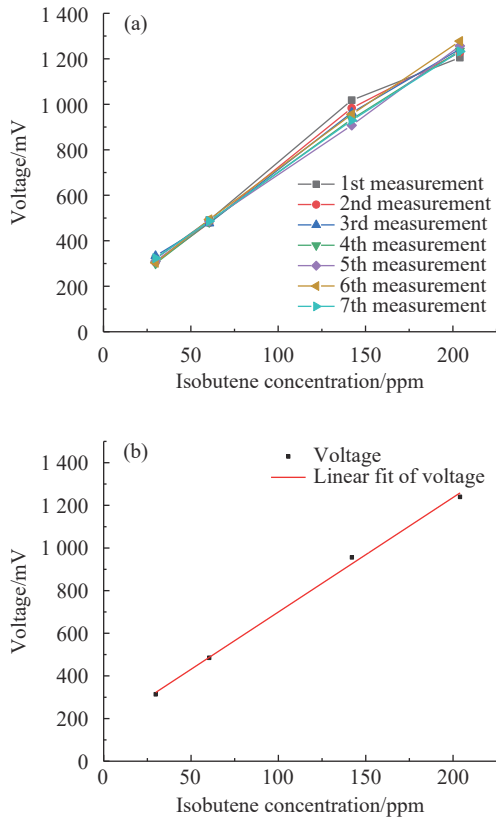 (a)
1 400
1 200
1 000
800
600
400
200
0
Voltage/mV
1st measurement
2nd measurement
3rd measurement
4th measurement
5th measurement
6th measurement
7th measurement
0 50 100 150 200
Isobutene concentration/ppm
(b)
1 400
1 200
1 000
800
600
400
200
0
Voltage/mV
Voltage
Linear fit of voltage
0 50 100 150 200
Isobutene concentration/ppm